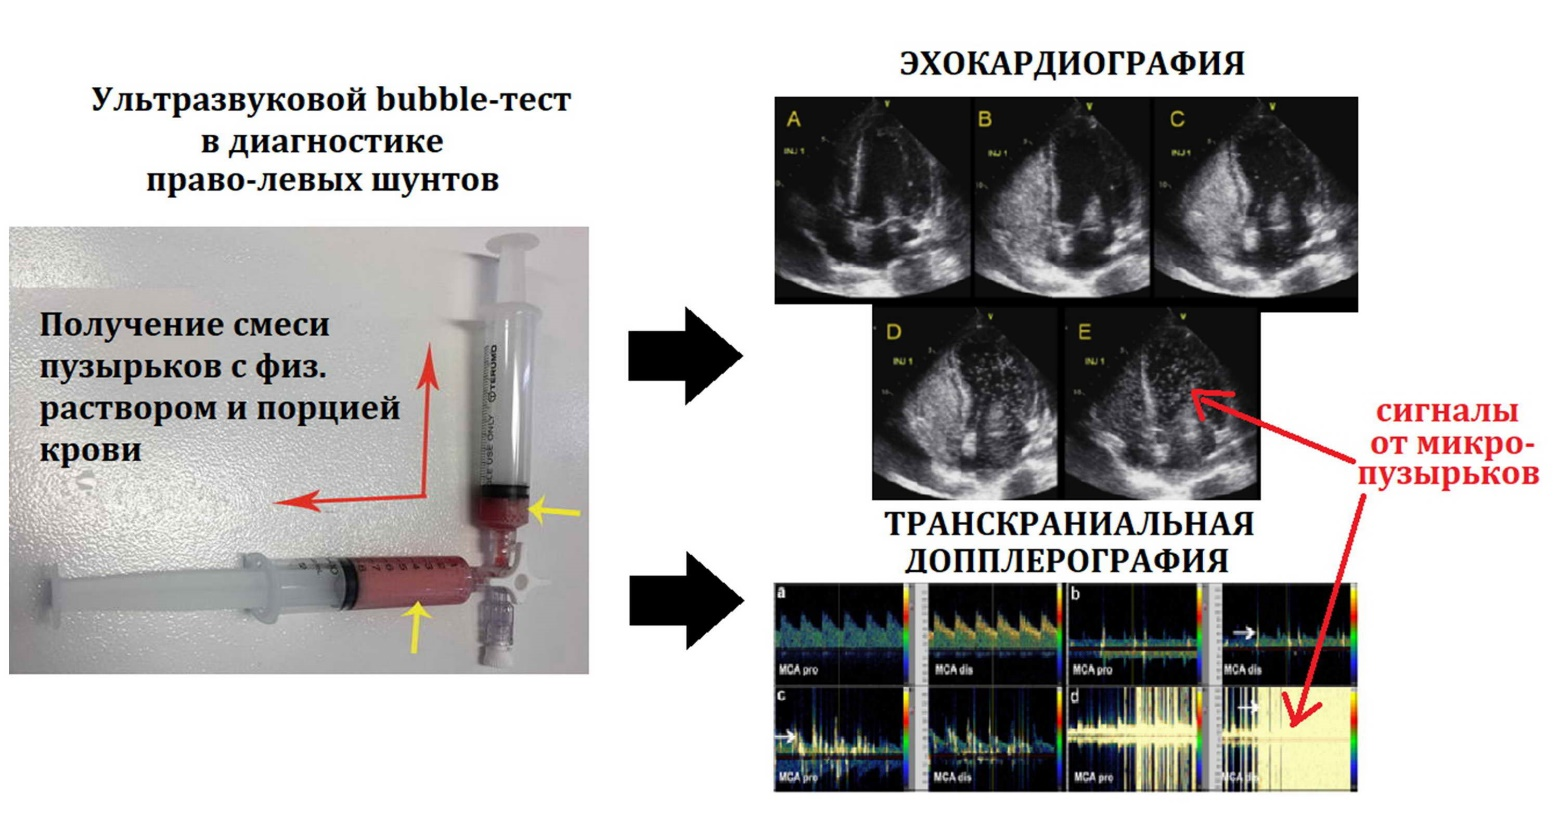 Ультразвуковой bubble-тест
в диагностике
право-левых шунтов
Получение смеси
пузырьков с физ.
раствором и порцией
крови
USE ONLY
TERUMO
ЭХОКАРДИОГРАФИЯ
A
V
INJ 1
B
V
INJ 1
C
V
INJ 1
D
V
INJ 1
E
V
INJ 1
сигналы
от микро-
пузырьков
ТРАНСКРАНИАЛЬНАЯ
ДОППЛЕРОГРАФИЯ
a
MCA pro
MCA dis
b
MCA pro
MCA dis
c
MCA pro
MCA dis
d
MCA pro
MCA dis